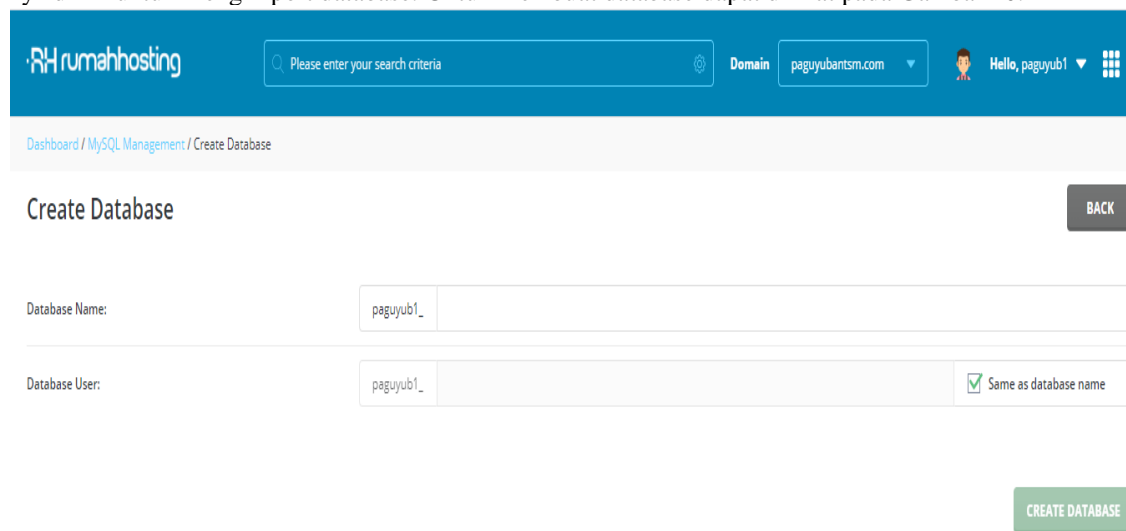 rumahhosting
Please enter your search criteria
Domain paguyubantsm.com
Hello, paguyub1
Dashboard / MySQL Management / Create Database
Create Database
BACK
Database Name: paguyub1_
Database User: paguyub1_ Same as database name
CREATE DATABASE